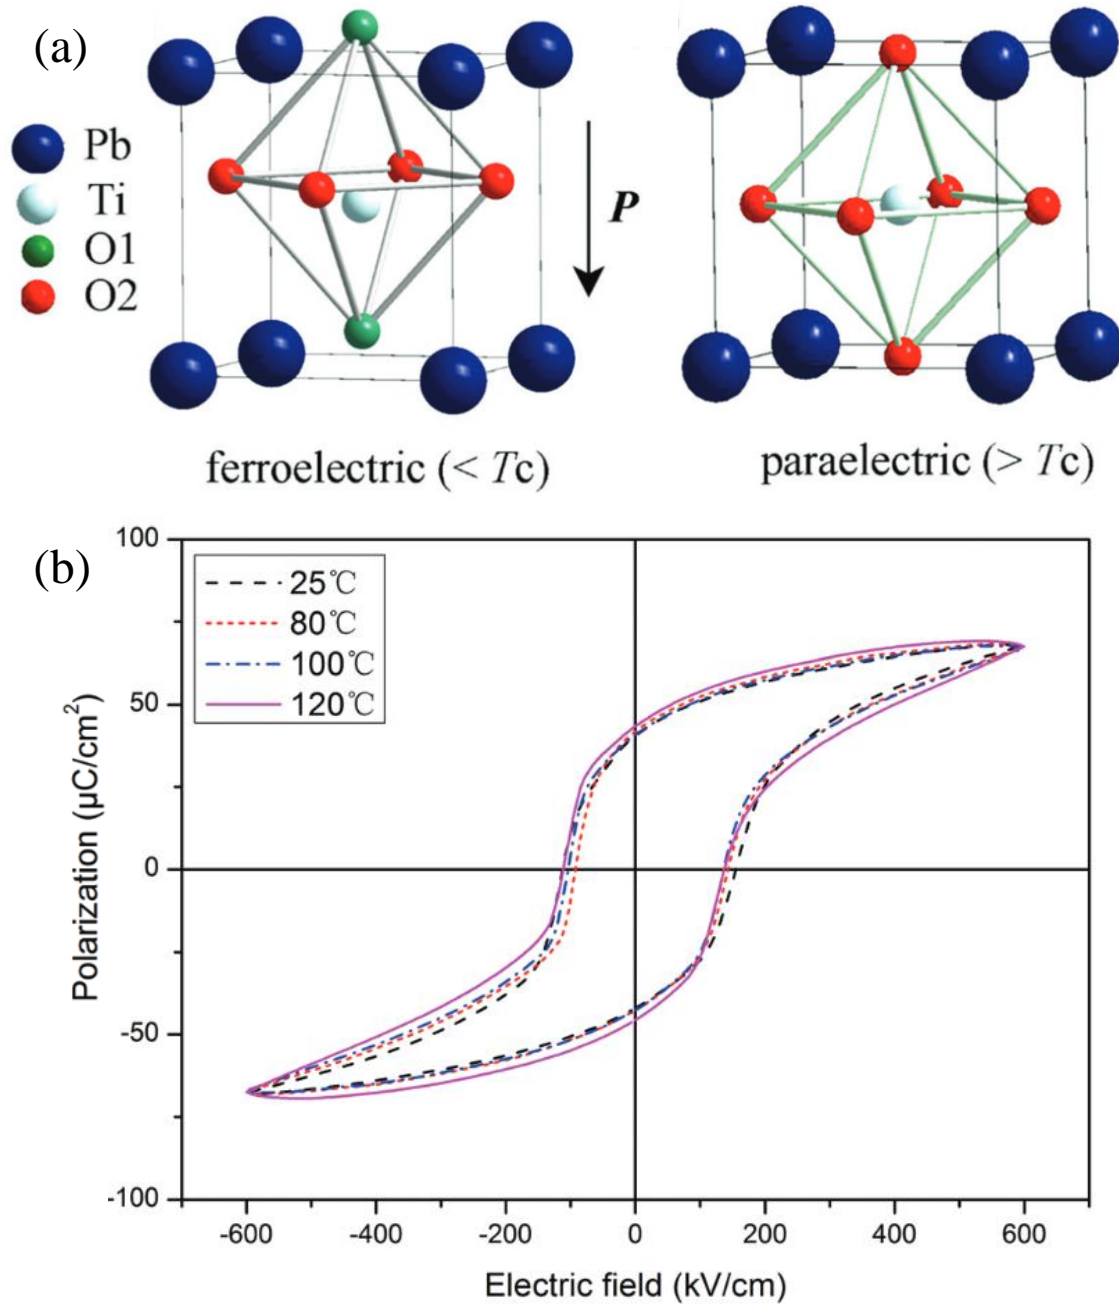 (a)
Pb
Ti
O1
O2
P
ferroelectric (< Tc)
paraelectric (> Tc)
(b)
25℃
80℃
100℃
120℃
100
50
0
-50
-100
Polarization (μC/cm²)
-600 -400 -200 0 200 400 600
Electric field (kV/cm)